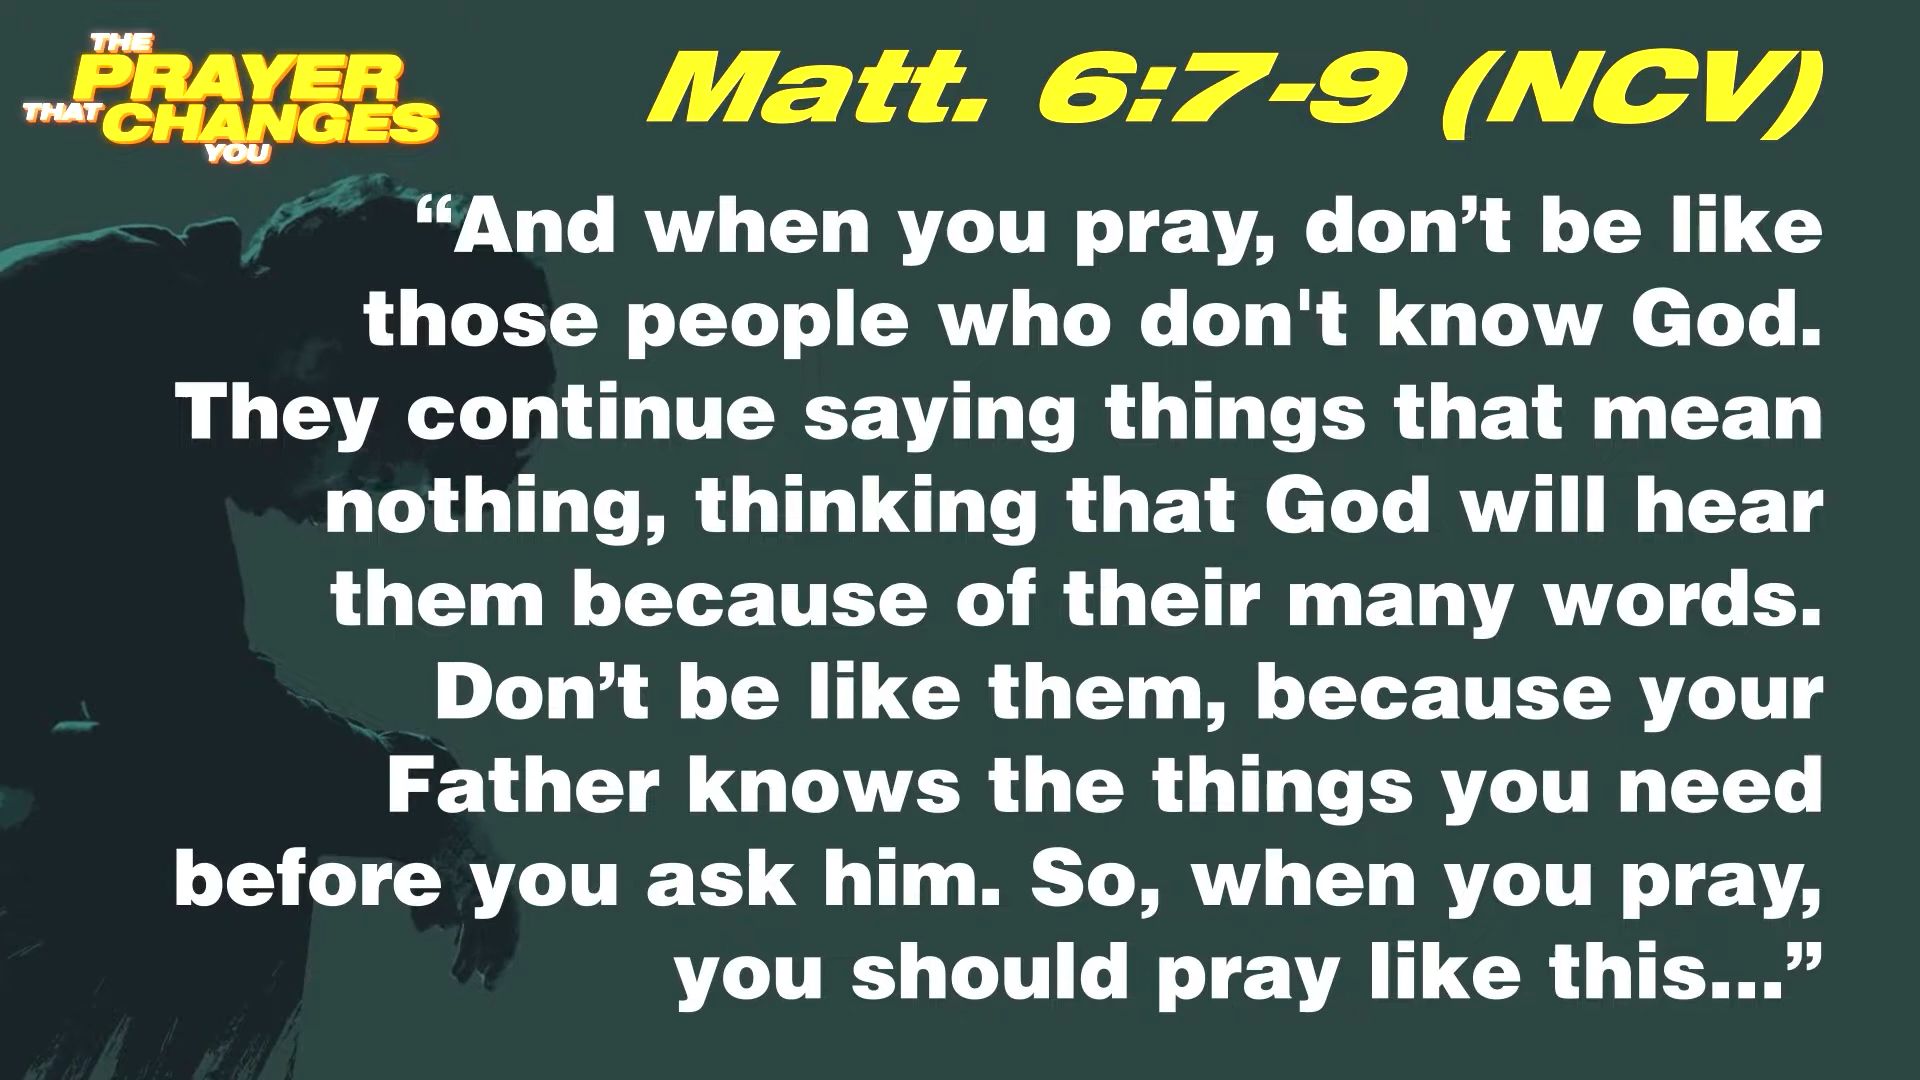 THE
PRAYER
THAT CHANGES
YOU
Matt. 6:7-9 (NCV)
“And when you pray, don’t be like
those people who don't know God.
They continue saying things that mean
nothing, thinking that God will hear
them because of their many words.
Don’t be like them, because your
Father knows the things you need
before you ask him. So, when you pray,
you should pray like this...”